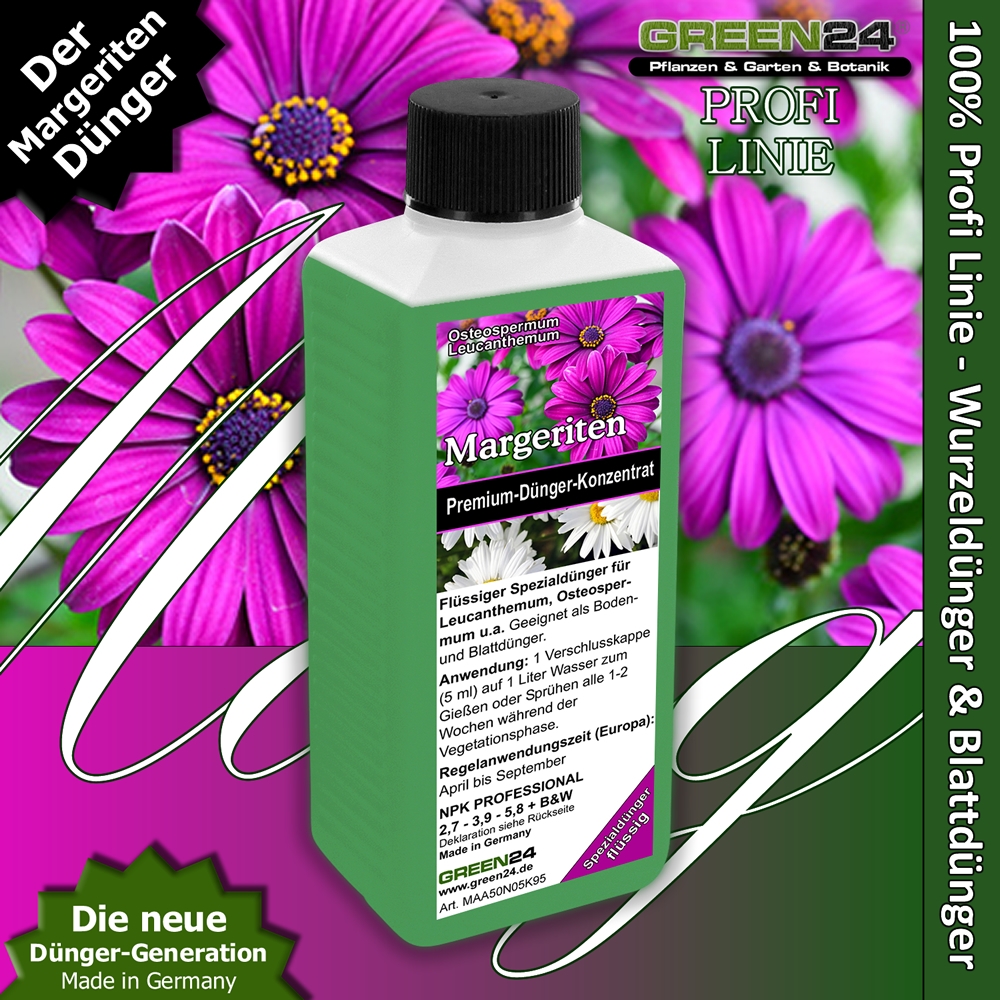 Der
Margeriten
Dünger
GREEN24
Pflanzen & Garten & Botanik
PROFI
LINIE
100% Profi Linie - Wurzeldünger & Blattdünger
Osteospermum
Leucanthemum
Margeriten
Premium-Dünger-Konzentrat
Flüssiger Spezialdünger für
Leucanthemum, Osteosper-
mum u.a. Geeignet als Boden-
und Blattdünger.
Anwendung: 1 Verschlusskappe
(5 ml) auf 1 Liter Wasser zum
Gießen oder Sprühen alle 1-2
Wochen während der
Vegetationsphase.
Regelanwendungszeit (Europa):
April bis September
NPK PROFESSIONAL
2,7 - 3,9 - 5,8 + B&W
Deklaration siehe Rückseite
Made in Germany
GREEN24
www.green24.de
Art. MAA50N05K95
Spezialdünger
flüssig
Die neue
Dünger-Generation
Made in Germany